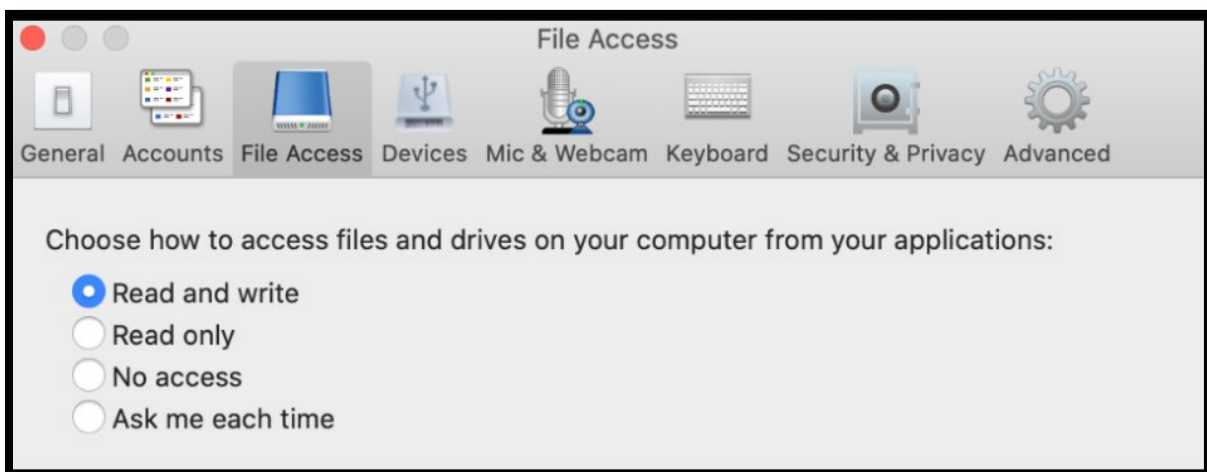 File Access
General Accounts File Access Devices Mic & Webcam Keyboard Security & Privacy Advanced
Choose how to access files and drives on your computer from your applications:
Read and write
Read only
No access
Ask me each time